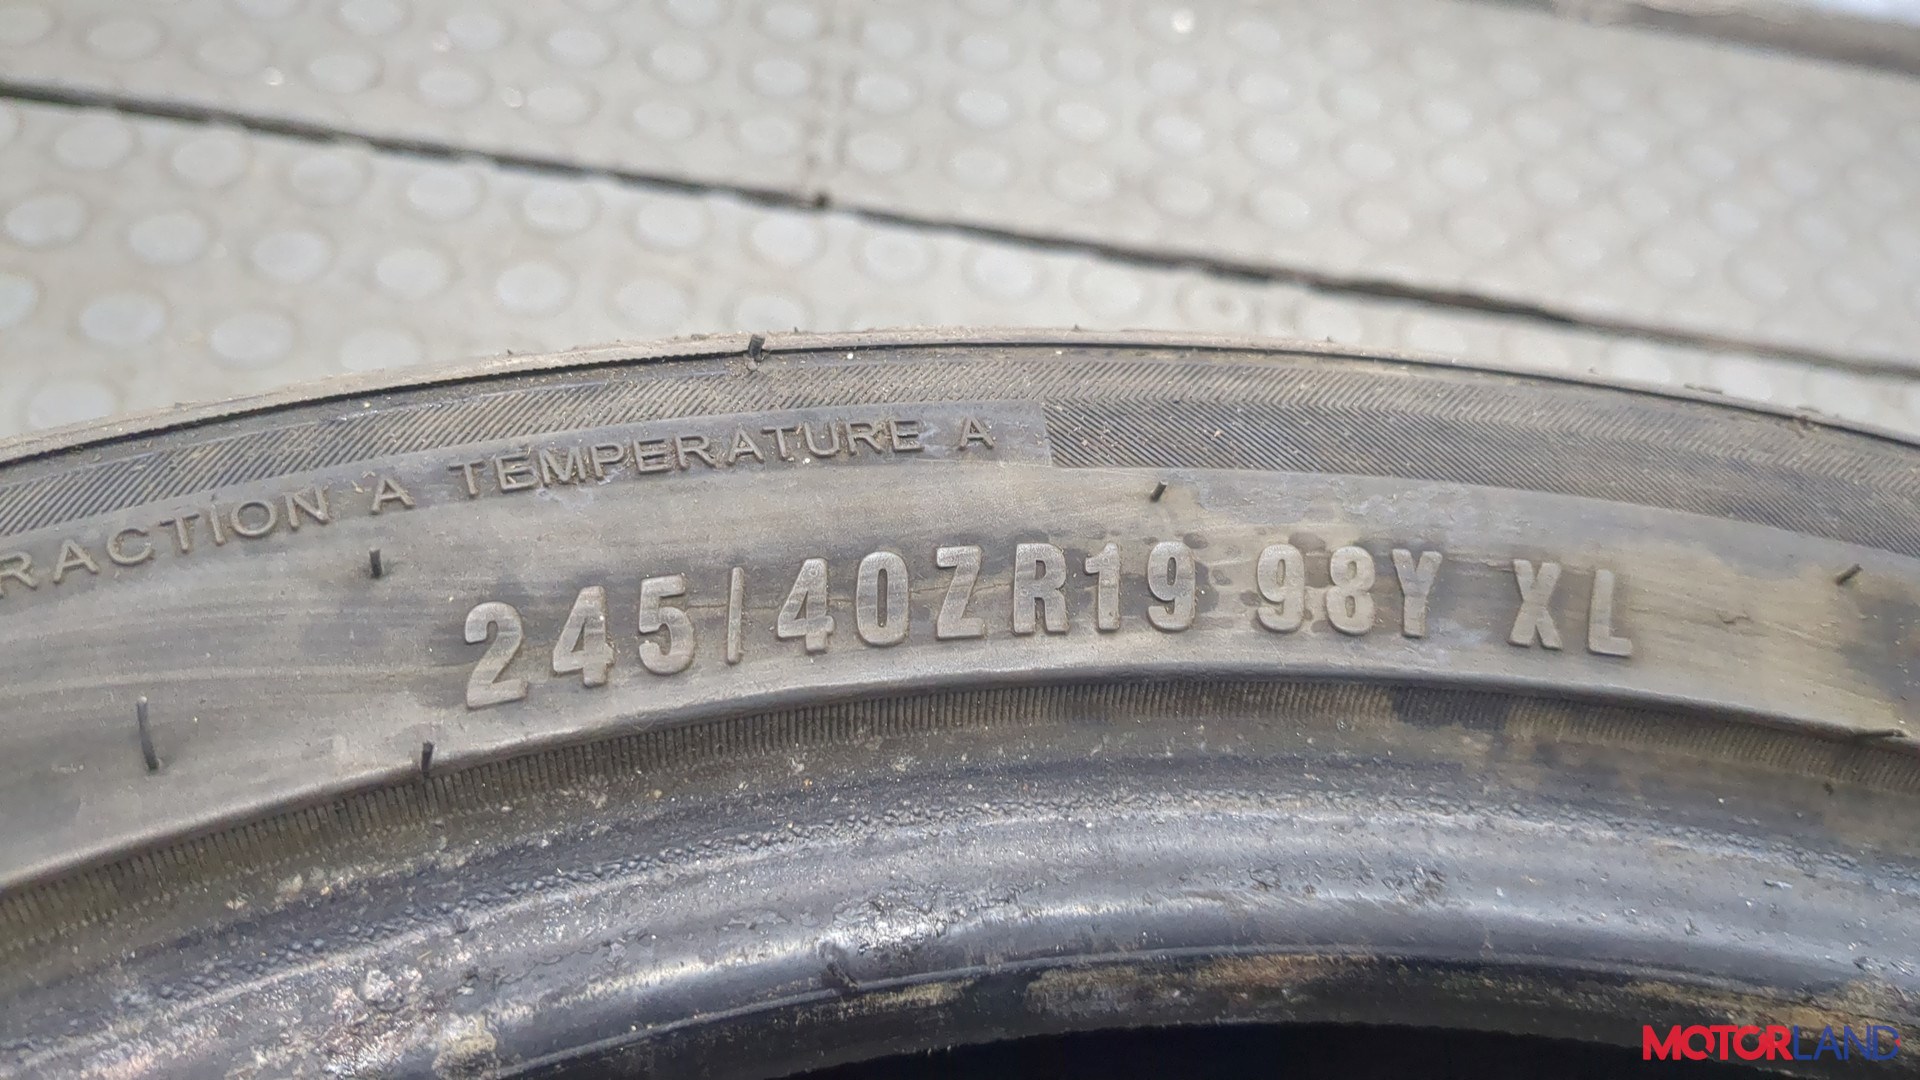 RACTION A TEMPERATURE A
245/40ZR19 98Y XL
MOTORLAND